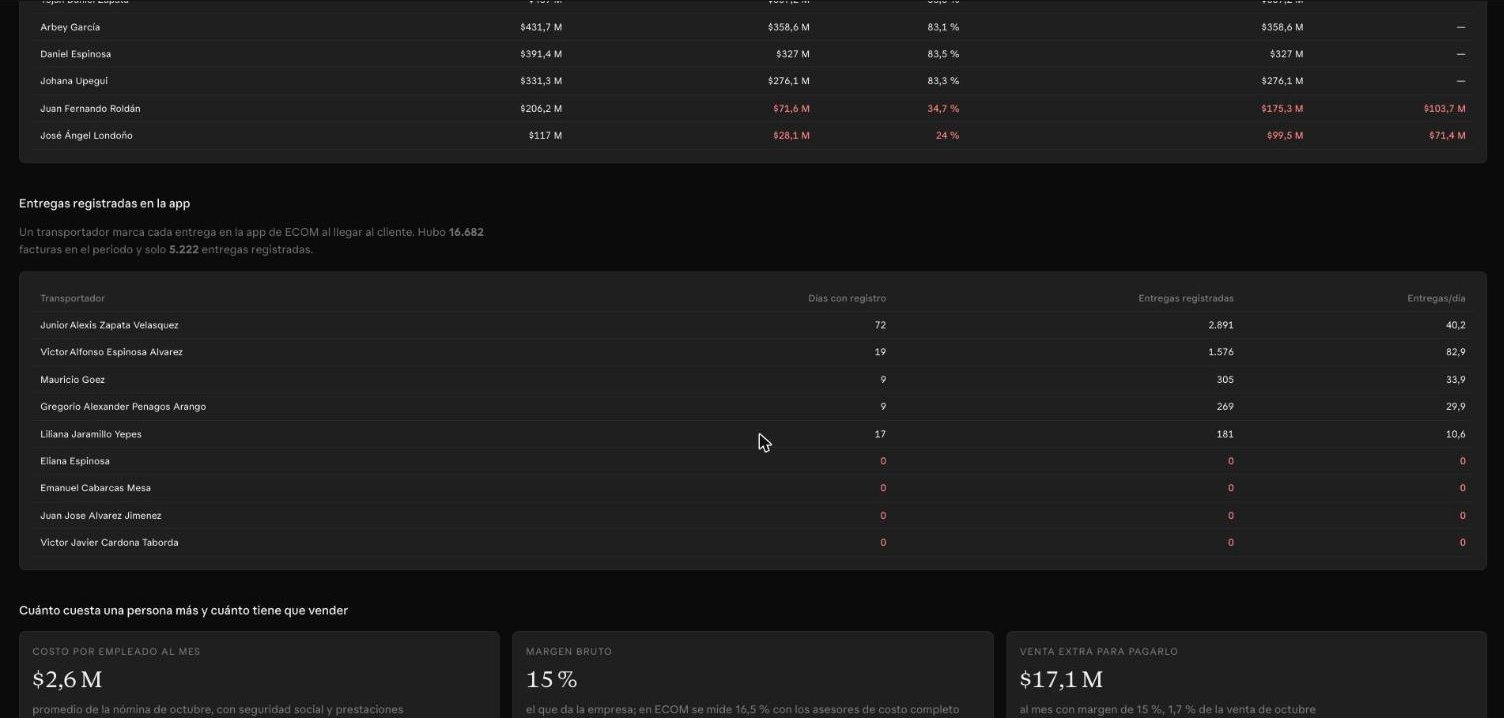 Arbey García $431,7 M $358,6 M 83,1 % $358,6 M —
Daniel Espinosa $391,4 M $327 M 83,5 % $327 M —
Johana Upegui $331,3 M $276,1 M 83,3 % $276,1 M —
Juan Fernando Roldán $206,2 M $71,6 M 34,7 % $175,3 M $103,7 M
José Ángel Londoño $117 M $28,1 M 24 % $99,5 M $71,4 M
Entregas registradas en la app
Un transportador marca cada entrega en la app de ECOM al llegar al cliente. Hubo 16.682
facturas en el periodo y solo 5.222 entregas registradas.
Transportador Días con registro Entregas registradas Entregas/día
Junior Alexis Zapata Velasquez 72 2.891 40,2
Victor Alfonso Espinosa Alvarez 19 1.576 82,9
Mauricio Goez 9 305 33,9
Gregorio Alexander Penagos Arango 9 269 29,9
Liliana Jaramillo Yepes 17 181 10,6
Eliana Espinosa 0 0 0
Emanuel Cabarcas Mesa 0 0 0
Juan Jose Alvarez Jimenez 0 0 0
Victor Javier Cardona Taborda 0 0 0
Cuánto cuesta una persona más y cuánto tiene que vender
COSTO POR EMPLEADO AL MES MARGEN BRUTO VENTA EXTRA PARA PAGARLO
$2,6 M 15 % $17,1 M
promedio de la nómina de octubre, con seguridad social y prestaciones el que da la empresa; en ECOM se mide 16,5 % con los asesores de costo completo al mes con margen de 15 %, 1,7 % de la venta de octubre